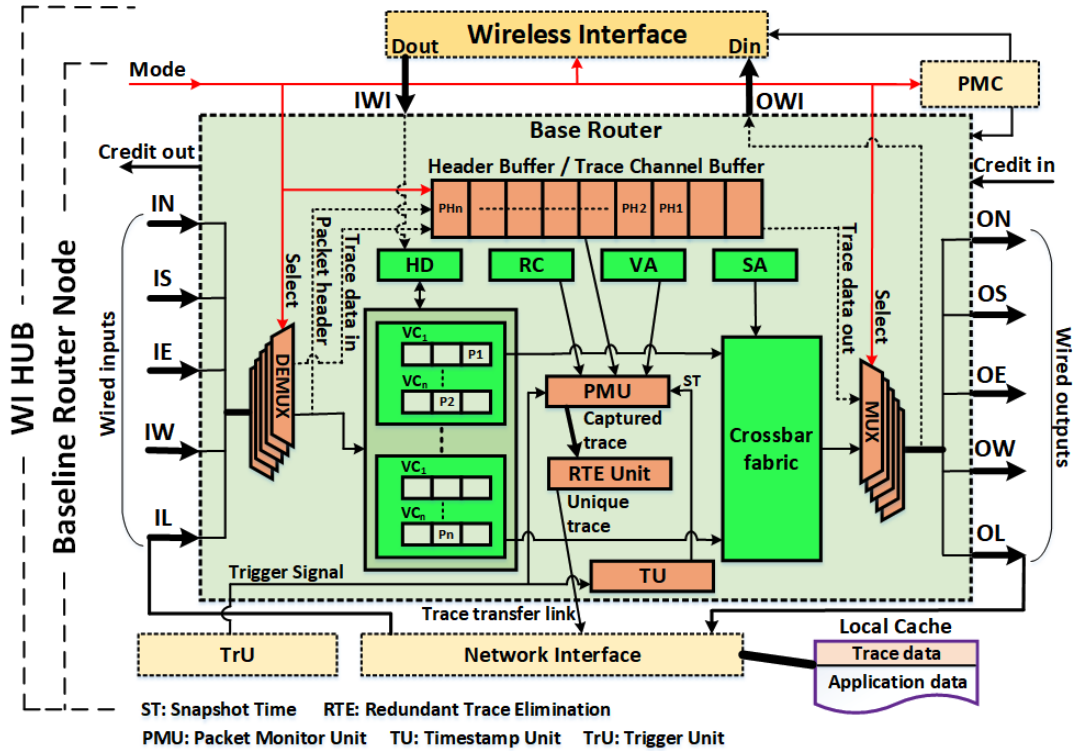 WI HUB
Baseline Router Node
Wireless Interface
Dout
Din
Mode
IWI
OWI
PMC
Base Router
Credit out
Credit in
Header Buffer / Trace Channel Buffer
PHn
PH2
PH1
IN
IS
IE
IW
IL
Wired inputs
Select
Packet header
Trace data in
DEMUX
HD
RC
VA
SA
VC1
P1
VCn
P2
VC1
VCn
Pn
PMU
ST
Captured
trace
RTE Unit
Unique
trace
TU
Crossbar
fabric
Trace data out
Select
MUX
ON
OS
OE
OW
OL
Wired outputs
Trigger Signal
Trace transfer link
TrU
Network Interface
Local Cache
Trace data
Application data
ST: Snapshot Time RTE: Redundant Trace Elimination
PMU: Packet Monitor Unit TU: Timestamp Unit TrU: Trigger Unit